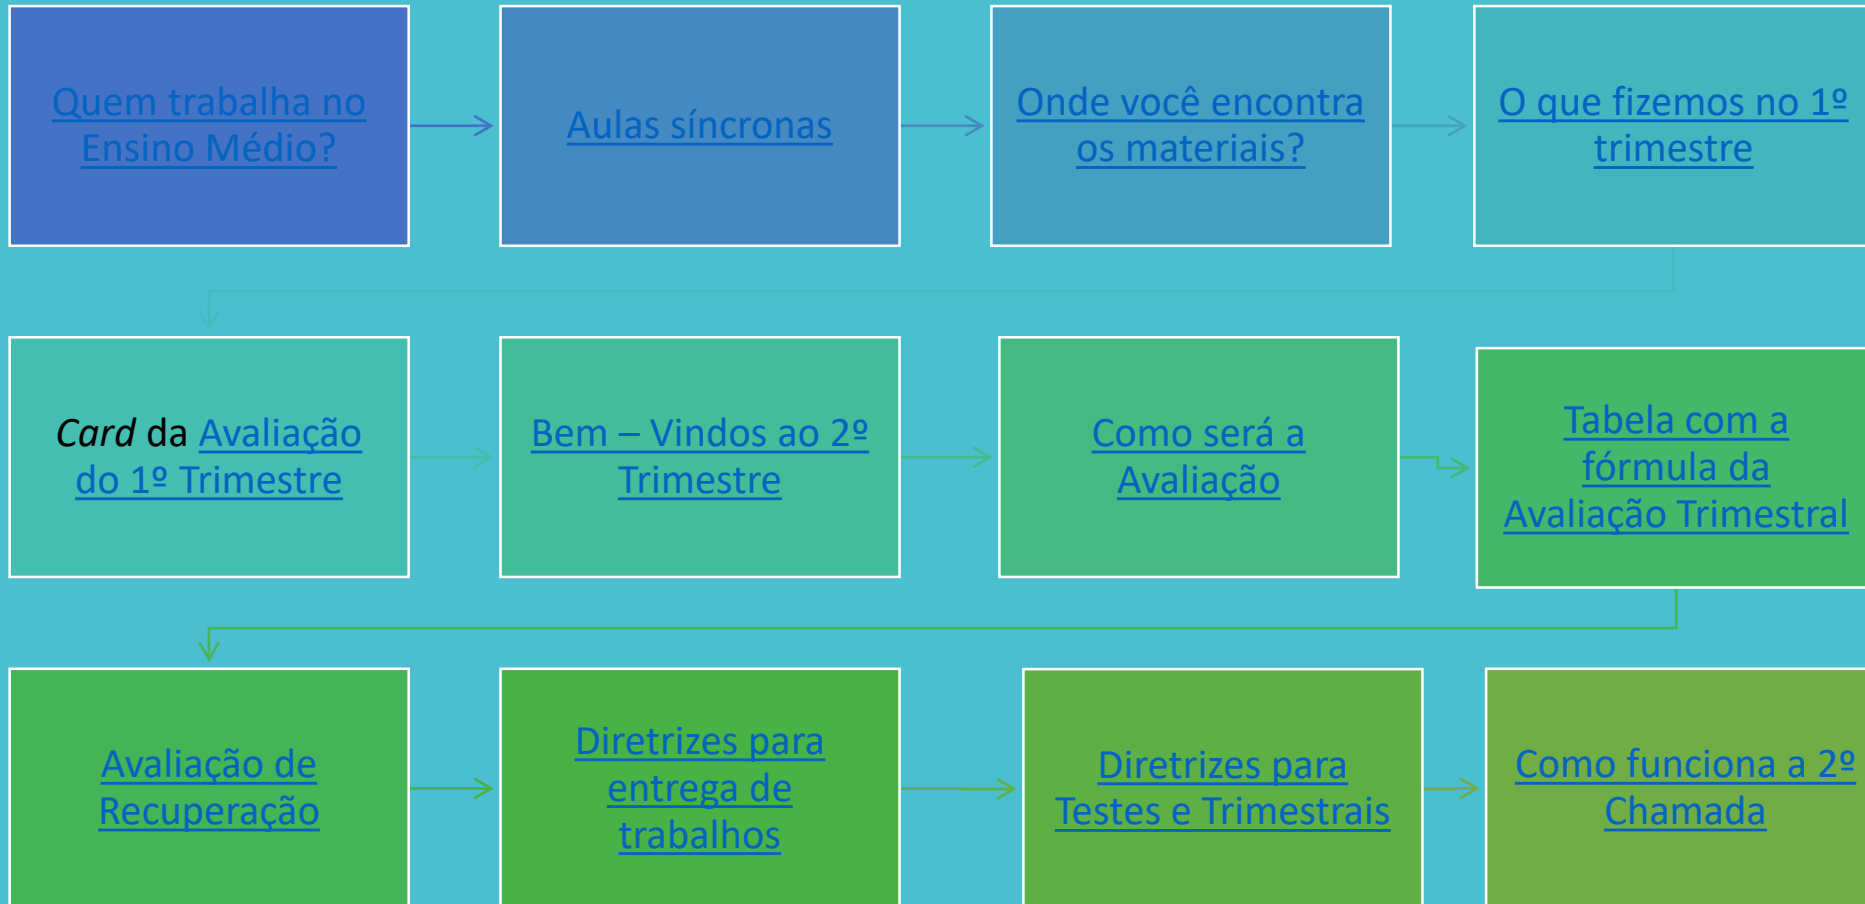 Quem trabalha no
Ensino Médio?
Aulas síncronas
Onde você encontra
os materiais?
O que fizemos no 1º
trimestre
Card da Avaliação
do 1º Trimestre
Bem – Vindos ao 2º
Trimestre
Como será a
Avaliação
Tabela com a
fórmula da
Avaliação Trimestral
Avaliação de
Recuperação
Diretrizes para
entrega de
trabalhos
Diretrizes para
Testes e Trimestrais
Como funciona a 2º
Chamada